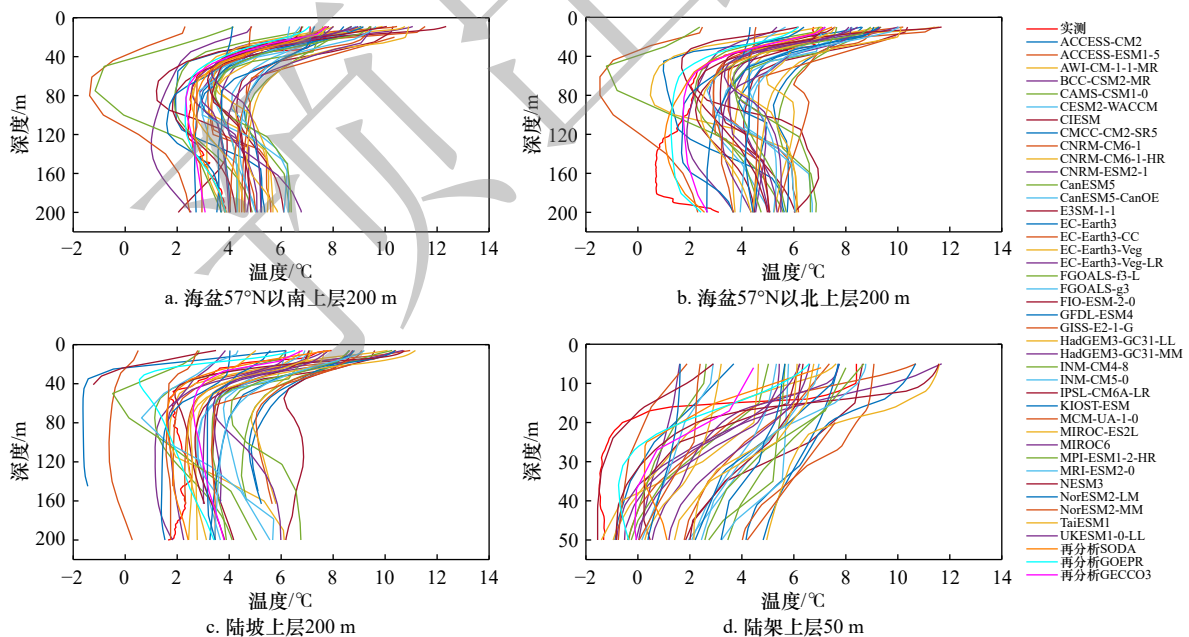 0
40
80
120
160
200
深度/m
−2
0
2
4
6
8
10
12
14
温度/℃
a. 海盆57°N以南上层200 m
0
40
80
120
160
200
深度/m
−2
0
2
4
6
8
10
12
14
温度/℃
b. 海盆57°N以北上层200 m
0
40
80
120
160
200
深度/m
−2
0
2
4
6
8
10
12
14
温度/℃
c. 陆坡上层200 m
0
10
20
30
40
50
深度/m
−2
0
2
4
6
8
10
12
14
温度/℃
d. 陆架上层50 m
实测
ACCESS-CM2
ACCESS-ESM1-5
AWI-CM-1-1-MR
BCC-CSM2-MR
CAMS-CSM1-0
CESM2-WACCM
CIESM
CMCC-CM2-SR5
CNRM-CM6-1
CNRM-CM6-1-HR
CNRM-ESM2-1
CanESM5
CanESM5-CanOE
E3SM-1-1
EC-Earth3
EC-Earth3-CC
EC-Earth3-Veg
EC-Earth3-Veg-LR
FGOALS-f3-L
FGOALS-g3
FIO-ESM-2-0
GFDL-ESM4
GISS-E2-1-G
HadGEM3-GC31-LL
HadGEM3-GC31-MM
INM-CM4-8
INM-CM5-0
IPSL-CM6A-LR
KIOST-ESM
MCM-UA-1-0
MIROC-ES2L
MIROC6
MPI-ESM1-2-HR
MRI-ESM2-0
NESM3
NorESM2-LM
NorESM2-MM
TaiESM1
UKESM1-0-LL
再分析SODA
再分析GOEPR
再分析GECCO3